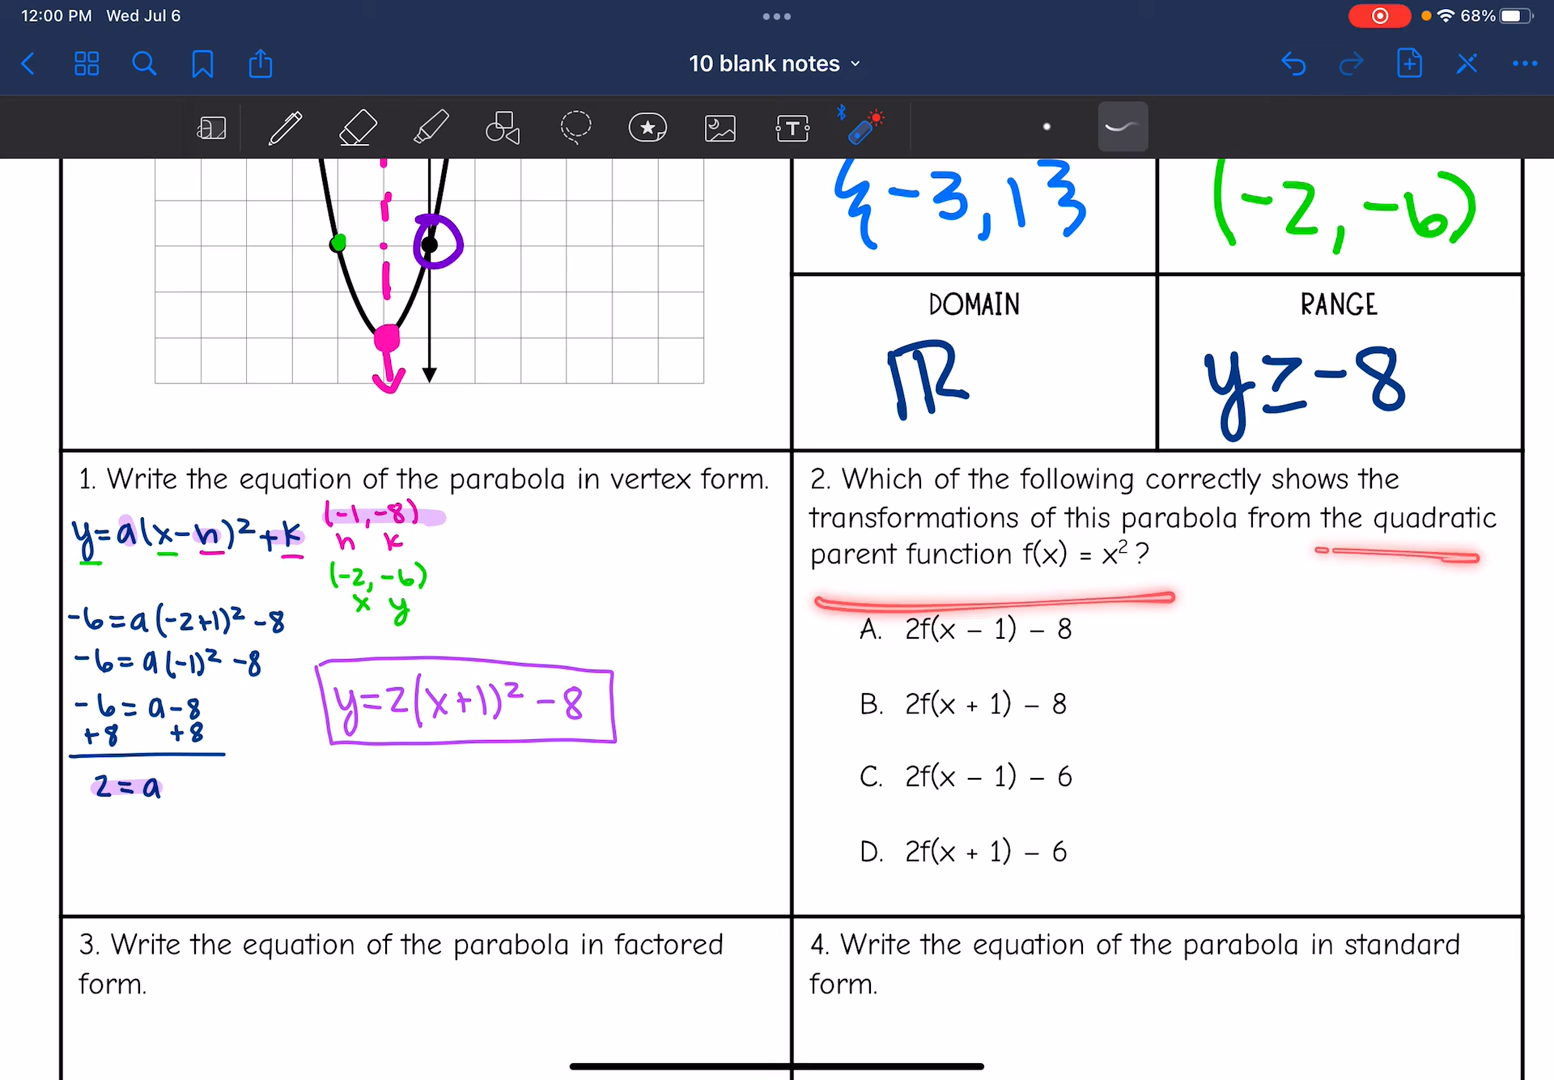 12:00 PM Wed Jul 6
68%
10 blank notes
T
{-3, 1}
(-2, -6)
DOMAIN
RANGE
ℝ
y ≥ -8
1. Write the equation of the parabola in vertex form.
y = a(x-h)² + k
(-1, -8)
h k
(-2, -6)
x y
-6 = a(-2+1)² -8
-6 = a(-1)² -8
-6 = a - 8
+8 +8
2 = a
y = 2(x+1)² - 8
2. Which of the following correctly shows the
transformations of this parabola from the quadratic
parent function f(x) = x² ?
A. 2f(x – 1) – 8
B. 2f(x + 1) – 8
C. 2f(x – 1) – 6
D. 2f(x + 1) – 6
3. Write the equation of the parabola in factored
form.
4. Write the equation of the parabola in standard
form.